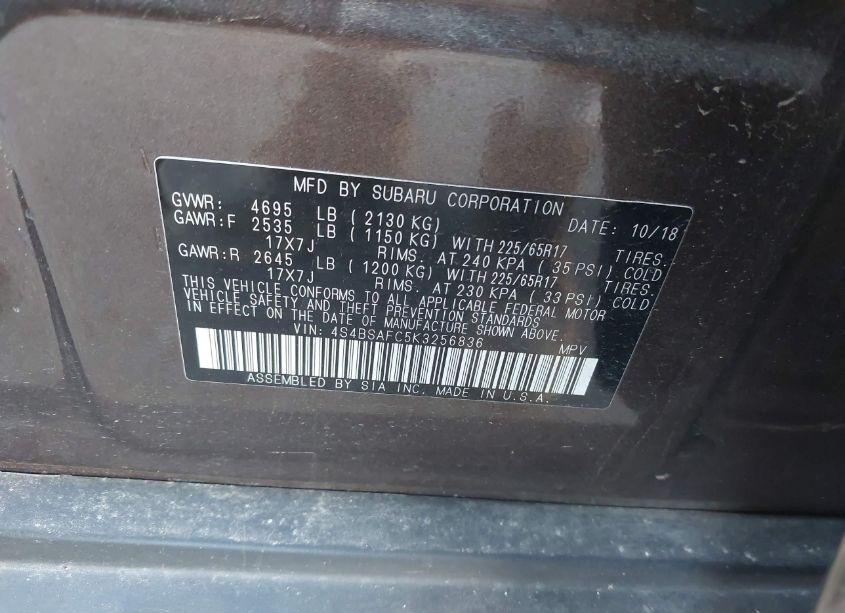 MFD BY SUBARU CORPORATION
GVWR: 4695 LB ( 2130 KG) DATE: 10/18
GAWR:F 2535 LB ( 1150 KG) WITH 225/65R17 TIRES.
17X7J RIMS. AT 240 KPA ( 35 PSI) COLD.
GAWR:R 2645 LB ( 1200 KG) WITH 225/65R17 TIRES.
17X7J RIMS. AT 230 KPA ( 33 PSI) COLD.
THIS VEHICLE CONFORMS TO ALL APPLICABLE FEDERAL MOTOR
VEHICLE SAFETY AND THEFT PREVENTION STANDARDS
IN EFFECT ON THE DATE OF MANUFACTURE SHOWN ABOVE.
VIN: 4S4BSAFC5K3256836 MPV
ASSEMBLED BY SIA INC. MADE IN U.S.A.